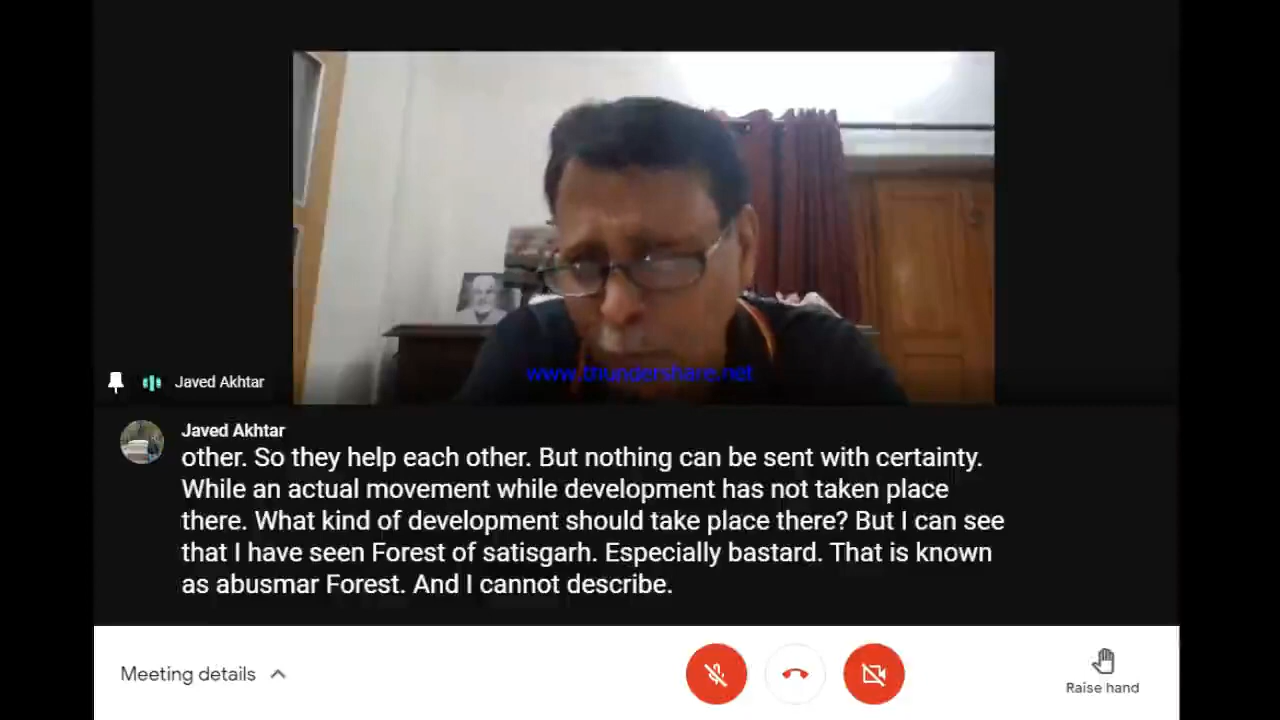 www.thundershare.net
Javed Akhtar
Javed Akhtar
other. So they help each other. But nothing can be sent with certainty.
While an actual movement while development has not taken place
there. What kind of development should take place there? But I can see
that I have seen Forest of satisgarh. Especially bastard. That is known
as abusmar Forest. And I cannot describe.
Meeting details
Raise hand